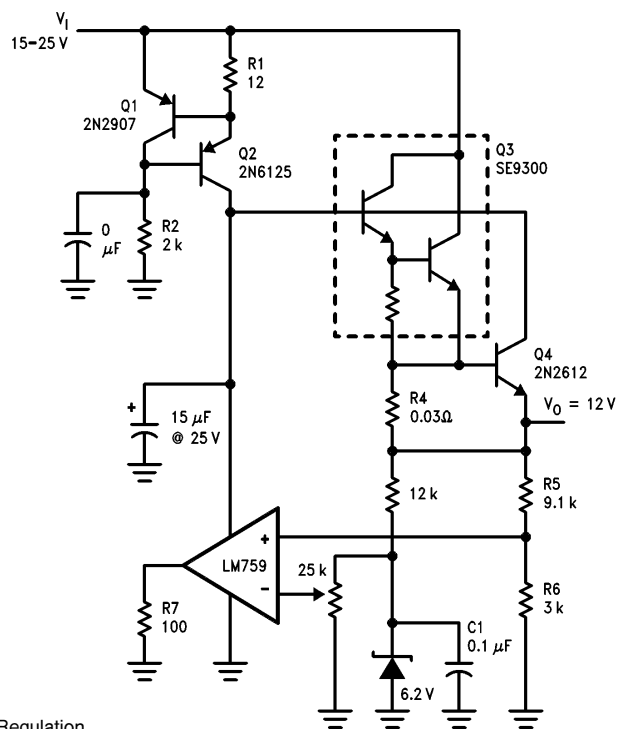 V_I
15–25 V
R1
12
Q1
2N2907
Q2
2N6125
Q3
SE9300
0
μF
R2
2 k
Q4
2N2612
V_O = 12 V
R4
0.03Ω
+
15 μF
@ 25 V
12 k
R5
9.1 k
+
LM759
−
25 k
R7
100
R6
3 k
C1
0.1 μF
6.2 V
Regulation